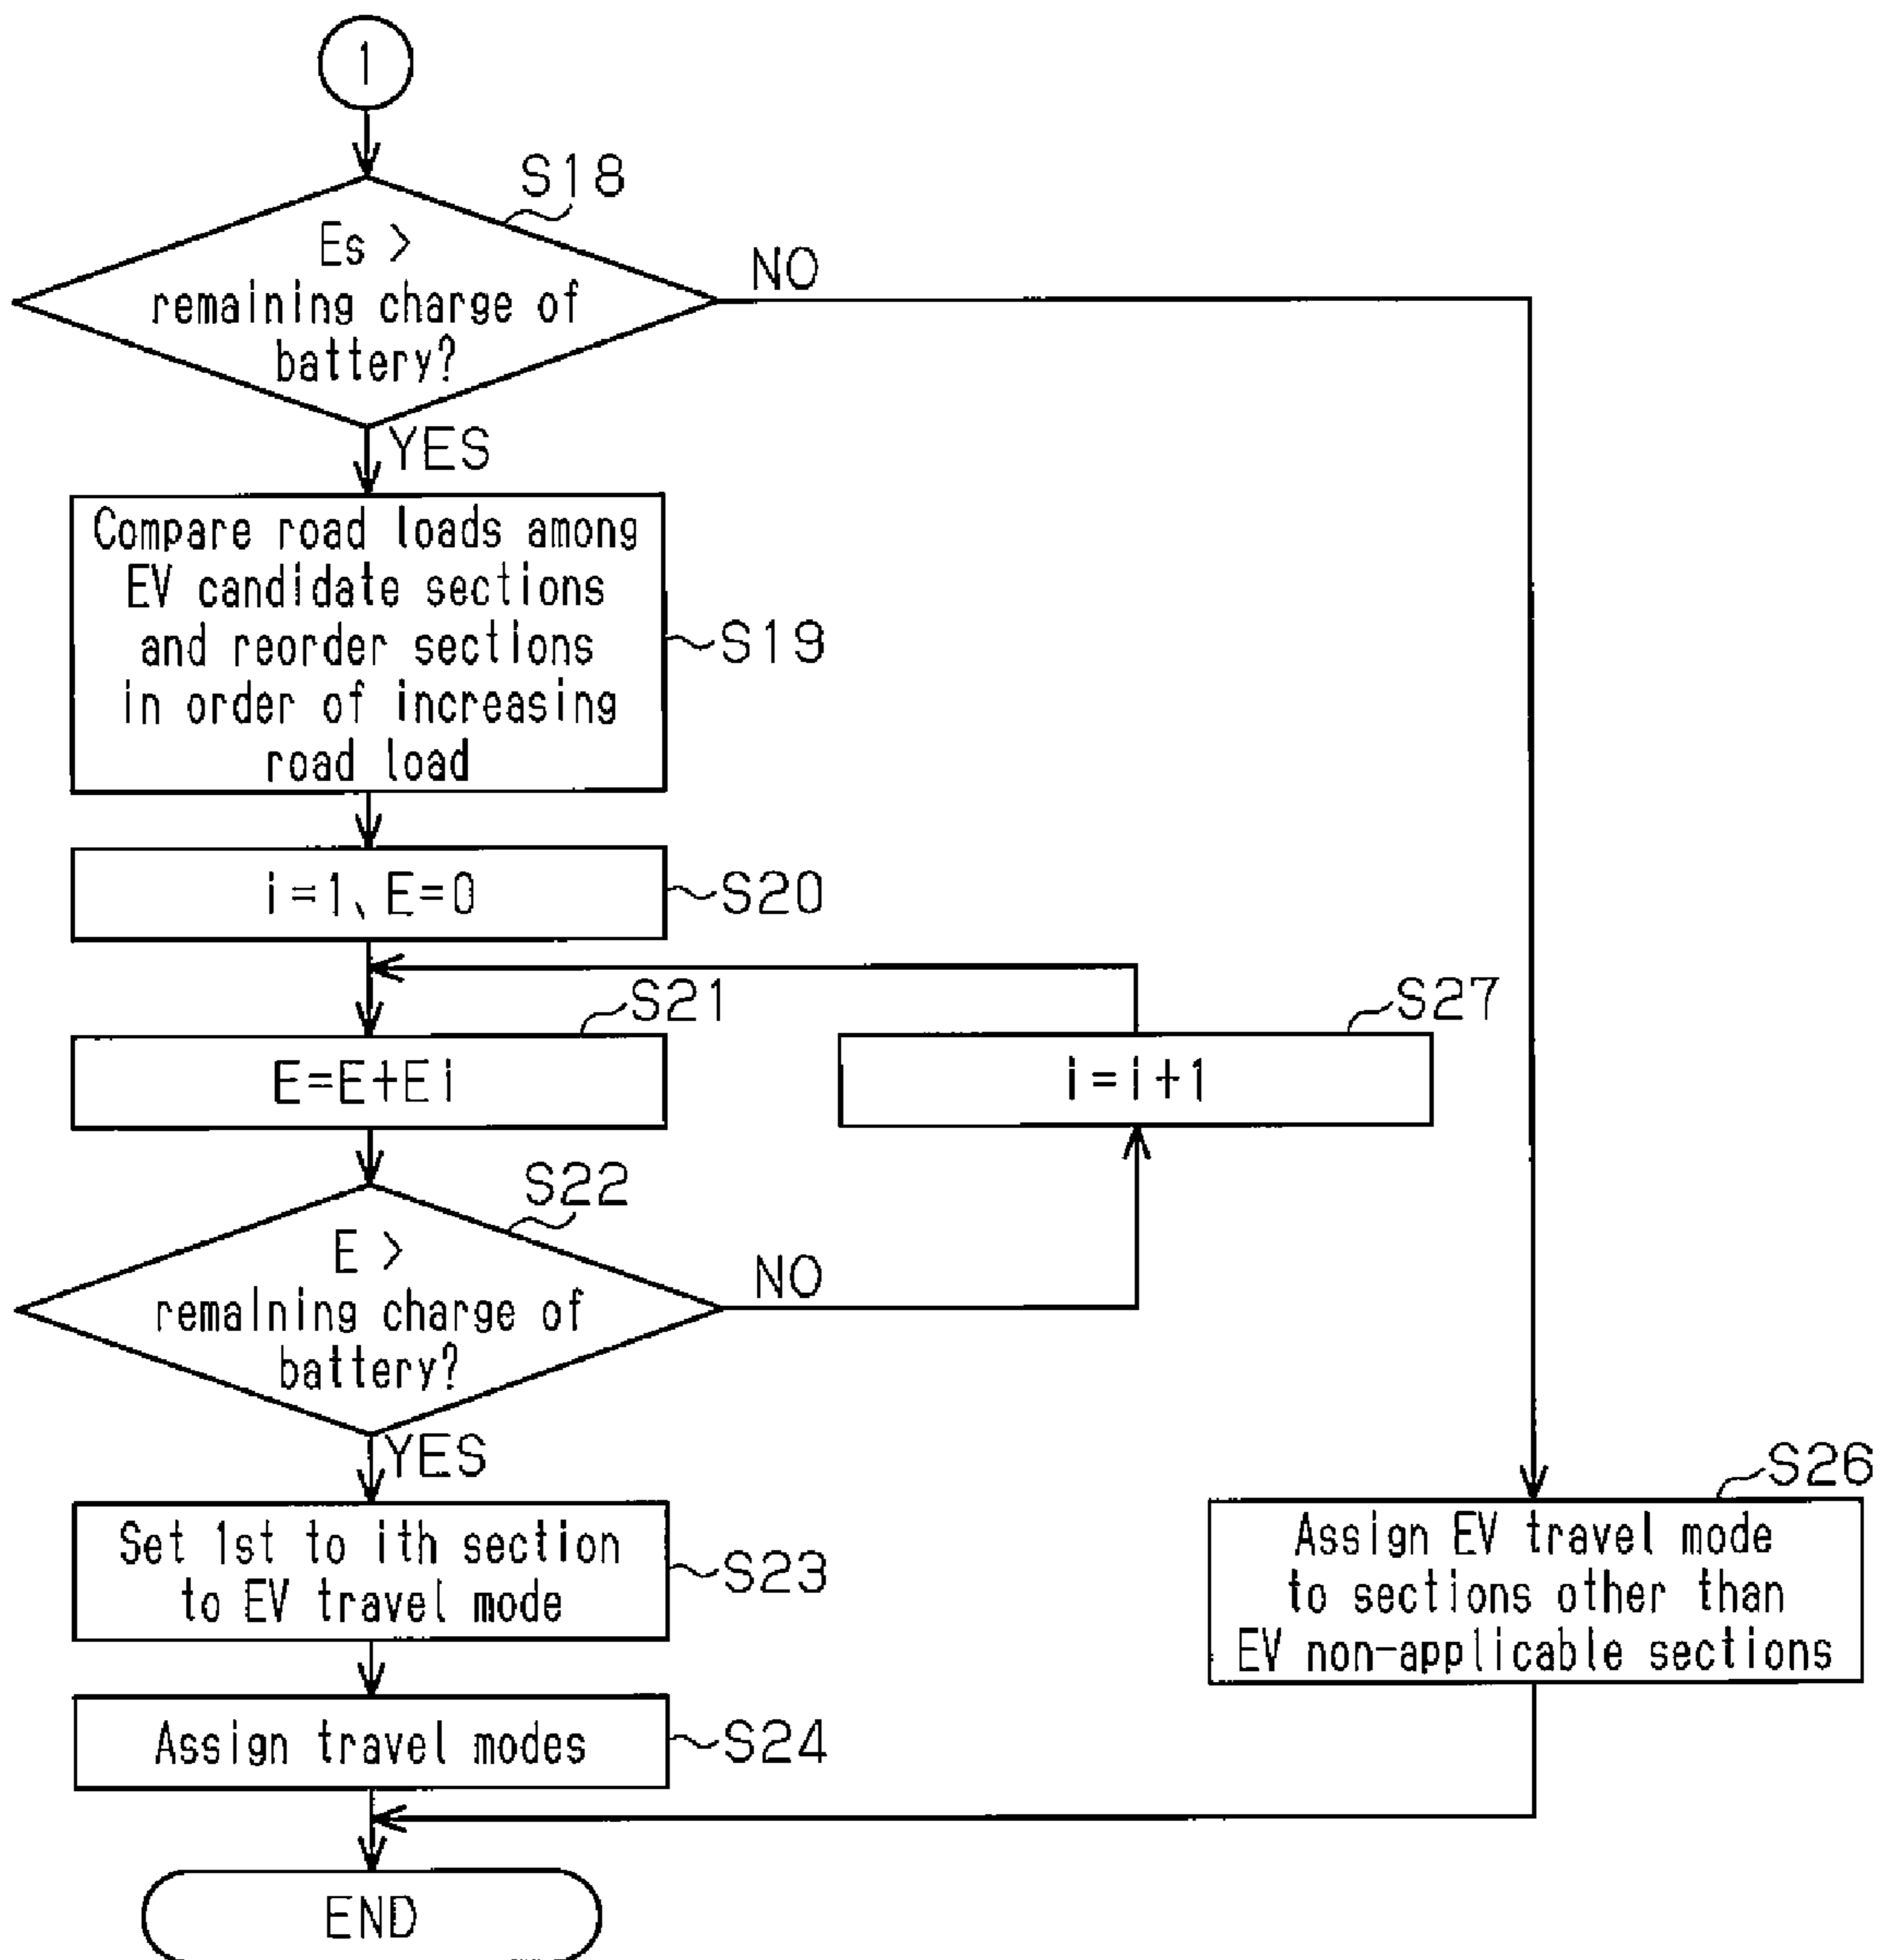 1
S18
Es >
remaining charge of
battery?
NO
YES
Compare road loads among
EV candidate sections
and reorder sections
in order of increasing
road load
S19
i=1、E=0
S20
S21
E=E+Ei
S27
i=i+1
S22
E >
remaining charge of
battery?
NO
YES
Set 1st to ith section
to EV travel mode
S23
S26
Assign EV travel mode
to sections other than
EV non-applicable sections
Assign travel modes
S24
END